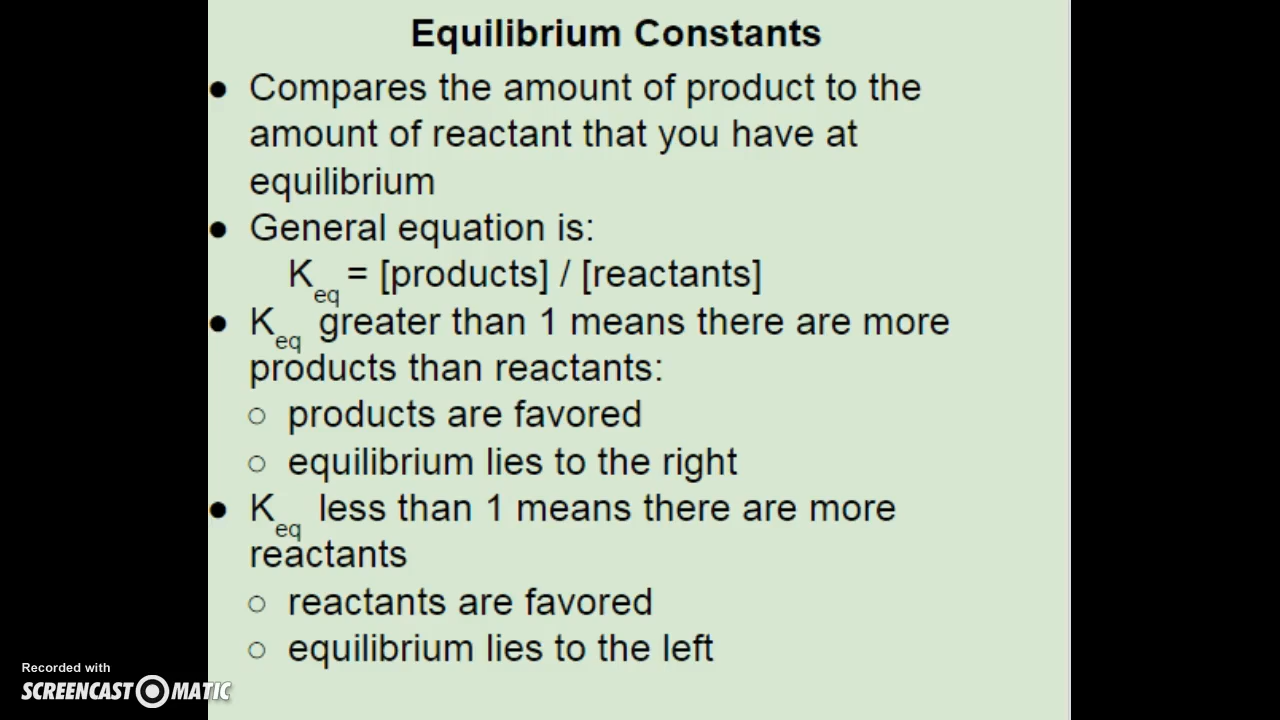 Equilibrium Constants
● Compares the amount of product to the
amount of reactant that you have at
equilibrium
● General equation is:
Keq = [products] / [reactants]
● Keq greater than 1 means there are more
products than reactants:
○ products are favored
○ equilibrium lies to the right
● Keq less than 1 means there are more
reactants
○ reactants are favored
○ equilibrium lies to the left
Recorded with
SCREENCAST-O-MATIC